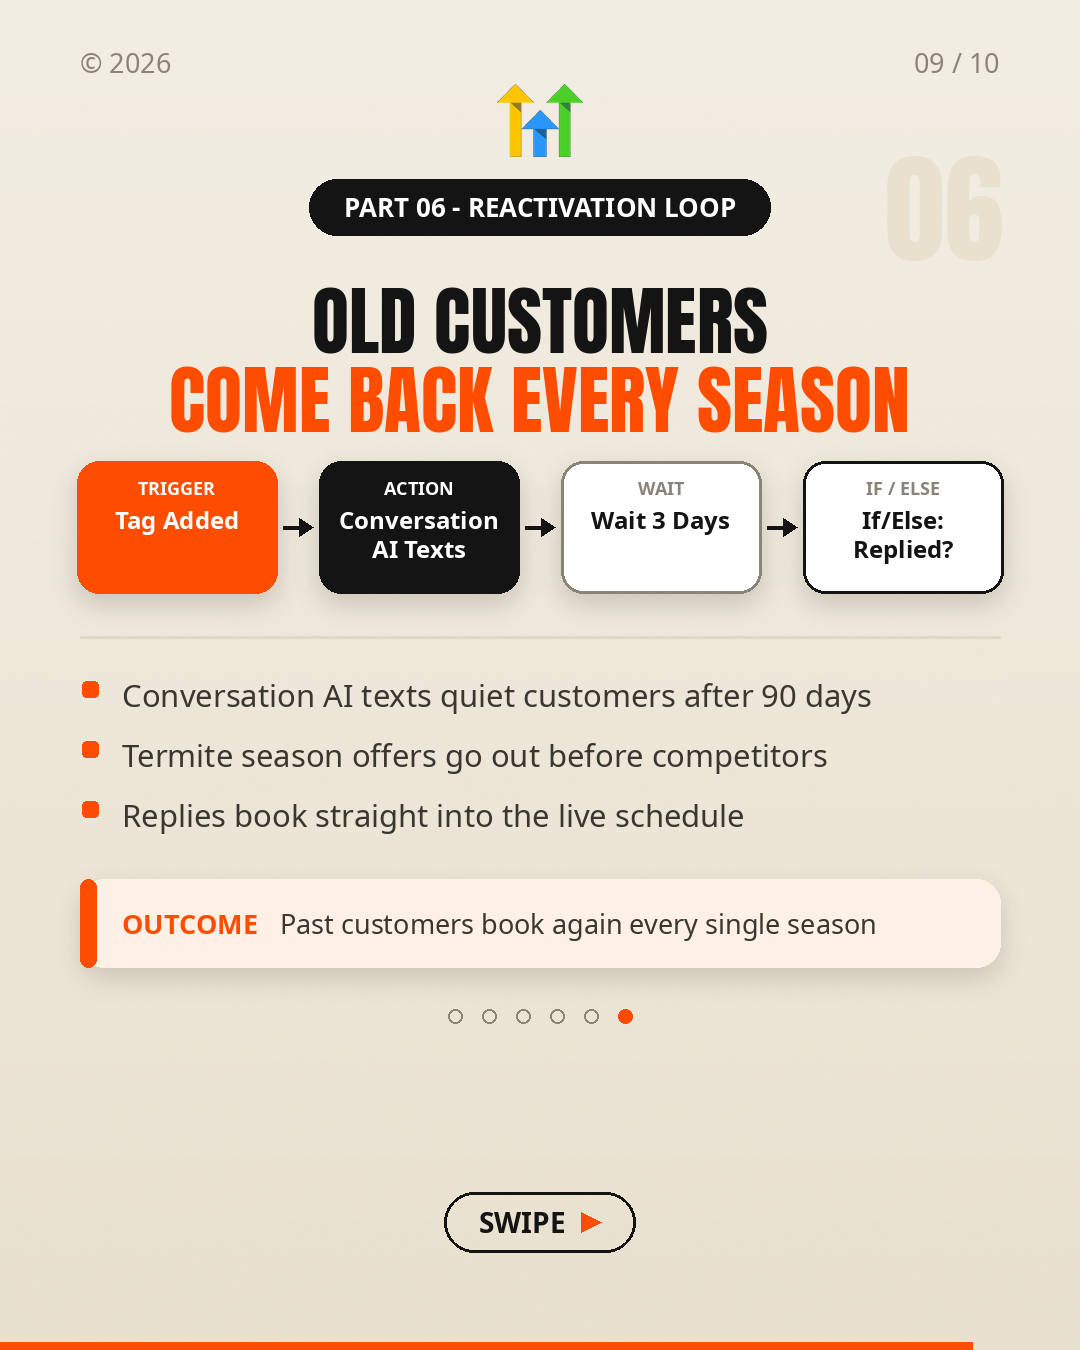 © 2026
09 / 10
06
PART 06 - REACTIVATION LOOP
OLD CUSTOMERS
COME BACK EVERY SEASON
TRIGGER
Tag Added
ACTION
Conversation
AI Texts
WAIT
Wait 3 Days
IF / ELSE
If/Else:
Replied?
Conversation AI texts quiet customers after 90 days
Termite season offers go out before competitors
Replies book straight into the live schedule
OUTCOME Past customers book again every single season
SWIPE